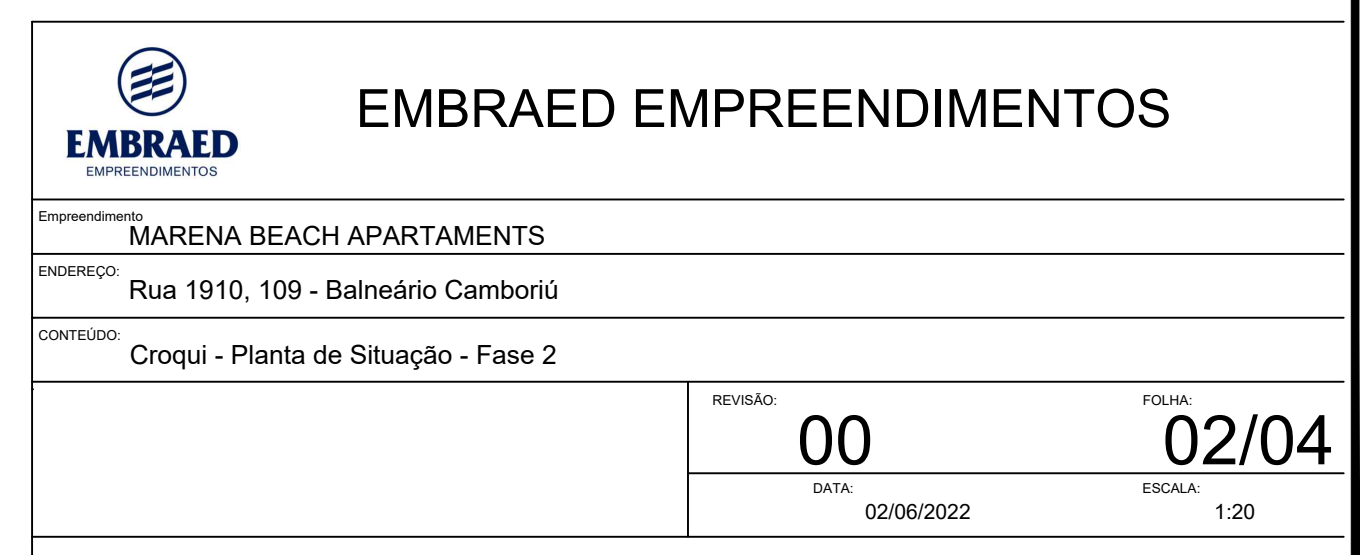 EMBRAED
EMPREENDIMENTOS
EMBRAED EMPREENDIMENTOS
Empreendimento
MARENA BEACH APARTAMENTS
ENDEREÇO:
Rua 1910, 109 - Balneário Camboriú
CONTEÚDO:
Croqui - Planta de Situação - Fase 2
REVISÃO:
00
FOLHA:
02/04
DATA:
02/06/2022
ESCALA:
1:20